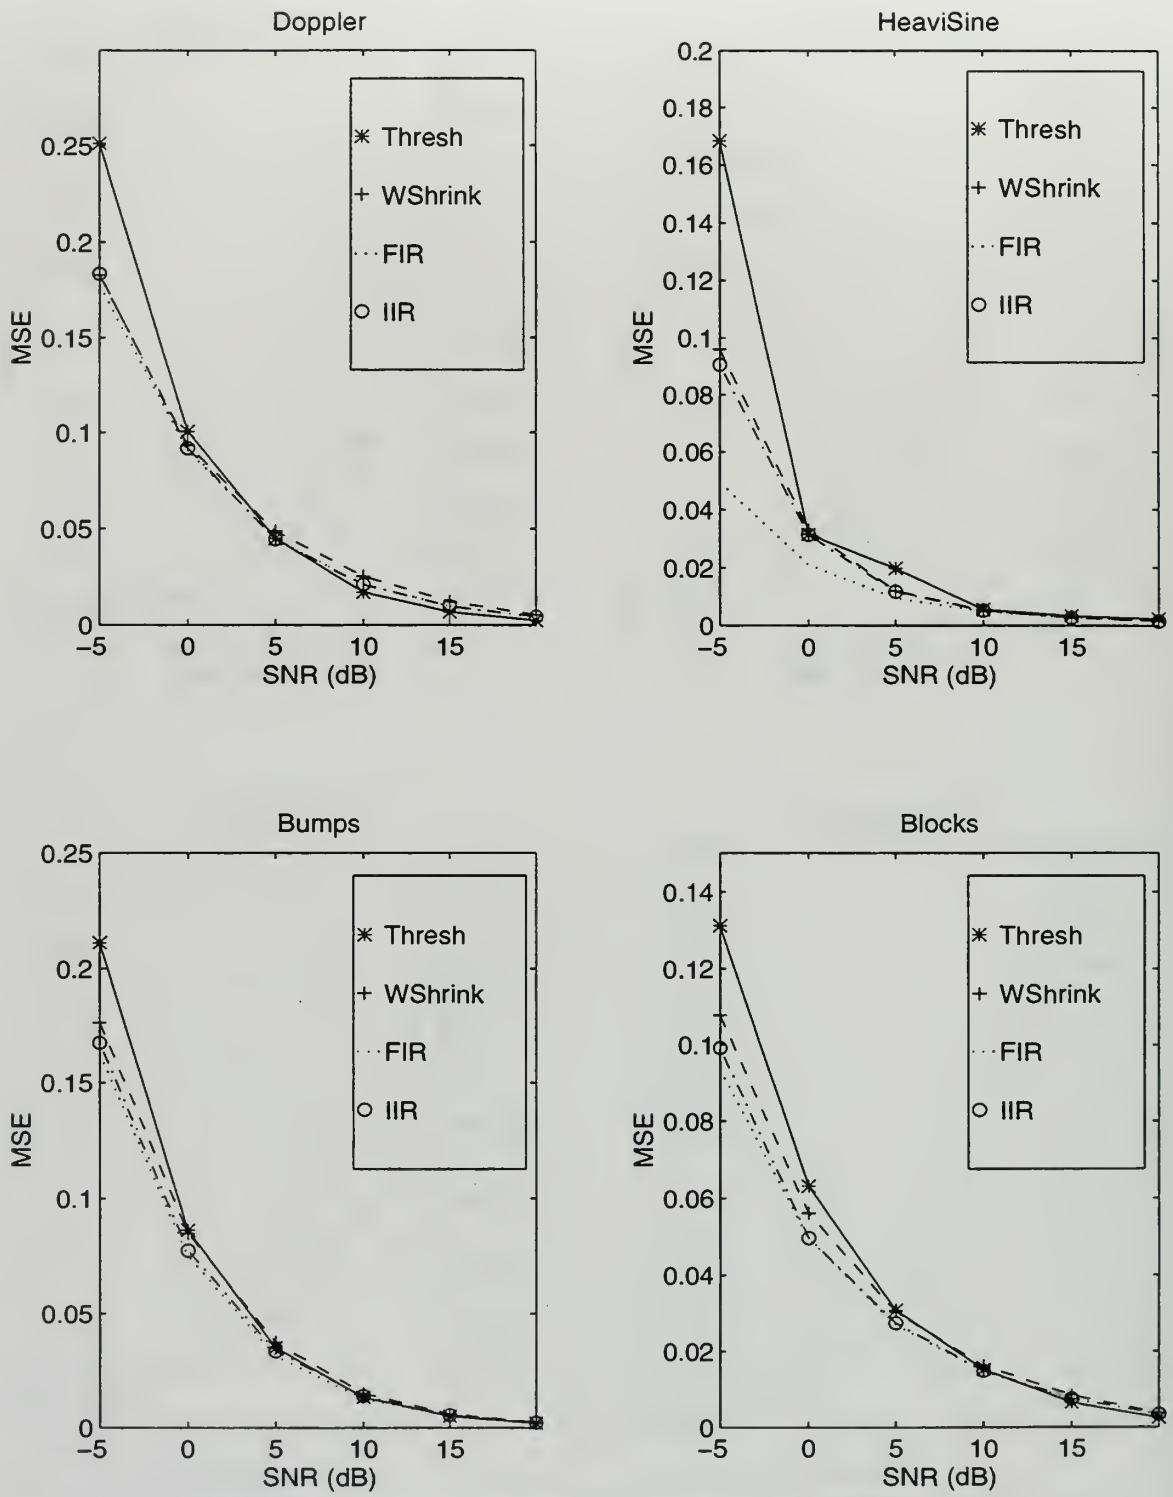 Doppler
0.25
0.2
0.15
0.1
0.05
0
MSE
−5 0 5 10 15
SNR (dB)
Thresh
WShrink
FIR
IIR
HeaviSine
0.2
0.18
0.16
0.14
0.12
0.1
0.08
0.06
0.04
0.02
0
MSE
−5 0 5 10 15
SNR (dB)
Thresh
WShrink
FIR
IIR
Bumps
0.25
0.2
0.15
0.1
0.05
0
MSE
−5 0 5 10 15
SNR (dB)
Thresh
WShrink
FIR
IIR
Blocks
0.14
0.12
0.1
0.08
0.06
0.04
0.02
0
MSE
−5 0 5 10 15
SNR (dB)
Thresh
WShrink
FIR
IIR